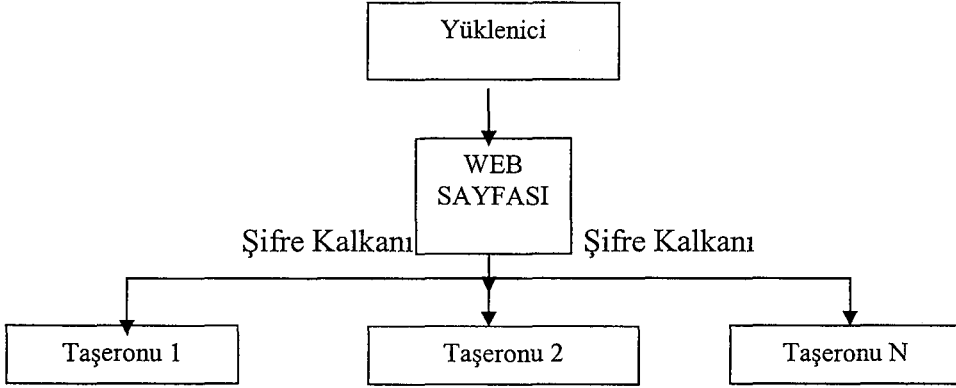 Yüklenici
WEB
SAYFASI
Şifre Kalkanı
Şifre Kalkanı
Taşeronu 1
Taşeronu 2
Taşeronu N